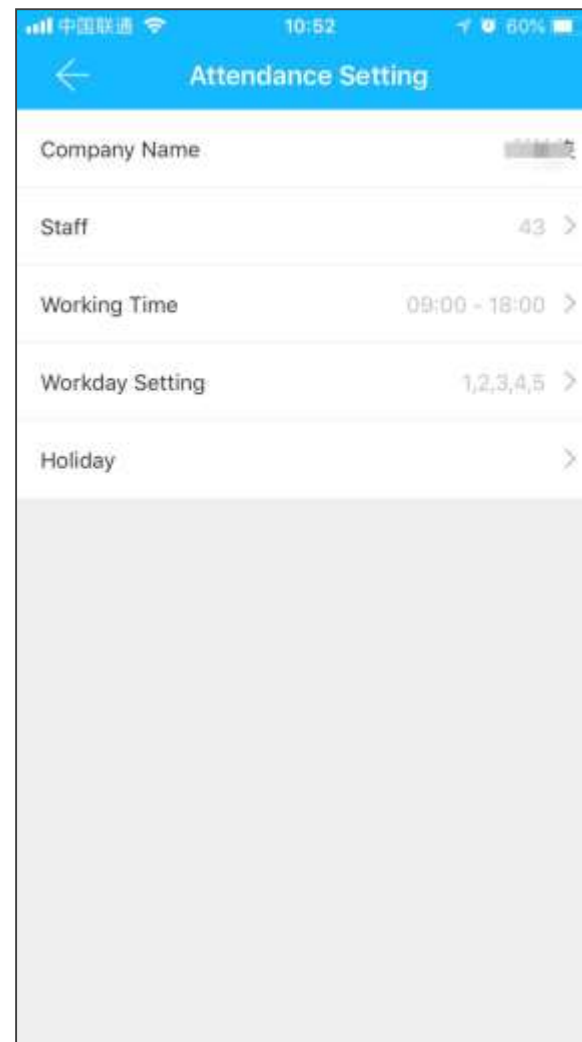 中国联通 10:52 60%
Attendance Setting
Company Name
Staff 43
Working Time 09:00 - 18:00
Workday Setting 1,2,3,4,5
Holiday